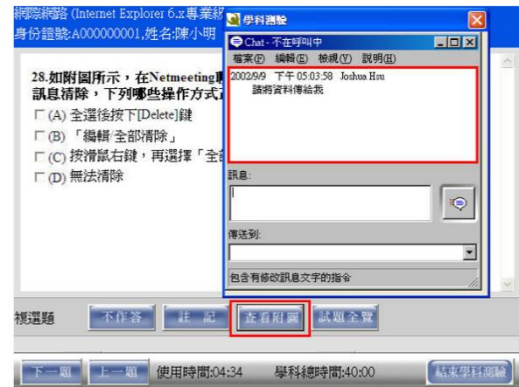 網際網路 (Internet Explorer 6.x專業級
身份證號:A000000001,姓名:陳小明
28.如附圖所示，在Netmeeting
訊息清除，下列哪些操作方式
(A) 全選後按下[Delete]鍵
(B) 「編輯/全部清除」
(C) 按滑鼠右鍵，再選擇「全
(D) 無法清除
學科測驗
Chat - 不在呼叫中
檔案(F) 編輯(E) 檢視(V) 說明(H)
2002/9/9 下午 05:03:58 Joshua Hsu
請將資料傳給我
訊息:
傳送到:
包含有修改訊息文字的指令
複選題
不作答
註 記
查看附圖
試題全覽
下一題
上一題
使用時間:04:34
學科總時間:40:00
結束學科測驗